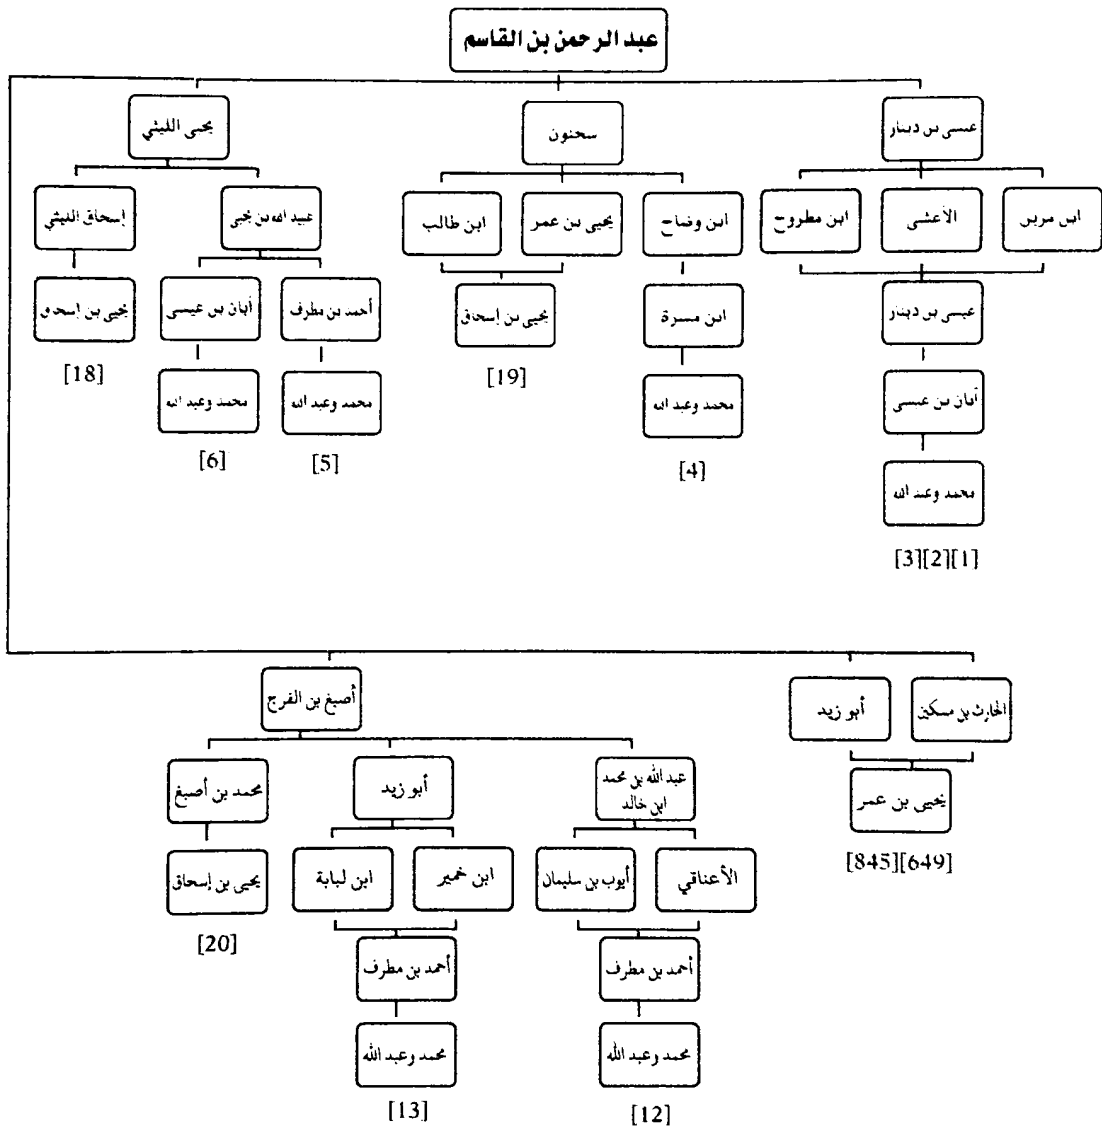 عبد الرحمن بن القاسم
عيسى بن دينار
سحنون
يحيى الليثي
ابن مزين
الأعشى
ابن مطروح
ابن وضاح
يحيى بن عمر
ابن طالب
عبيد الله بن يحيى
إسحاق الليثي
عيسى بن دينار
ابن مسرة
يحيى بن إسحاق
أحمد بن مطرف
أبان بن عيسى
يحيى بن إسحاق
أبان بن عيسى
محمد وعبد الله
[19]
محمد وعبد الله
محمد وعبد الله
[18]
محمد وعبد الله
[4]
[5]
[6]
[1][2][3]
الحارث بن مسكين
أبو زيد
أصبغ بن الفرج
يحيى بن عمر
عبد الله بن محمد
ابن خالد
أبو زيد
محمد بن أصبغ
[649][845]
الأعناقي
أيوب بن سليمان
ابن خمير
ابن لبابة
يحيى بن إسحاق
أحمد بن مطرف
أحمد بن مطرف
[20]
محمد وعبد الله
محمد وعبد الله
[12]
[13]